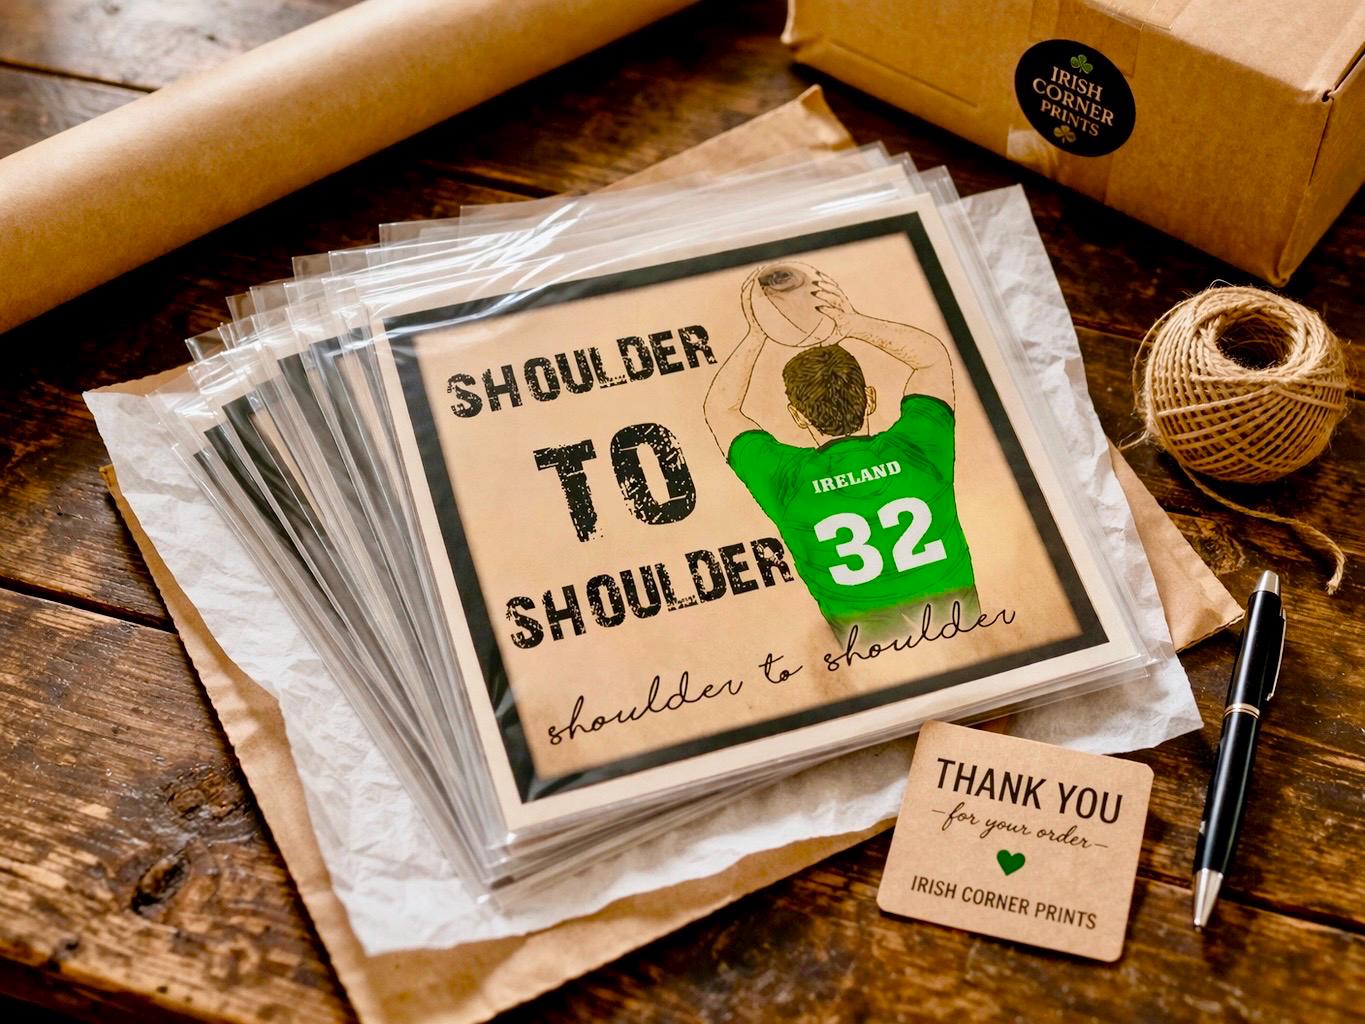 IRISH
CORNER
PRINTS
SHOULDER
TO
SHOULDER
IRELAND
32
shoulder to shoulder
THANK YOU
-for your order-
IRISH CORNER PRINTS